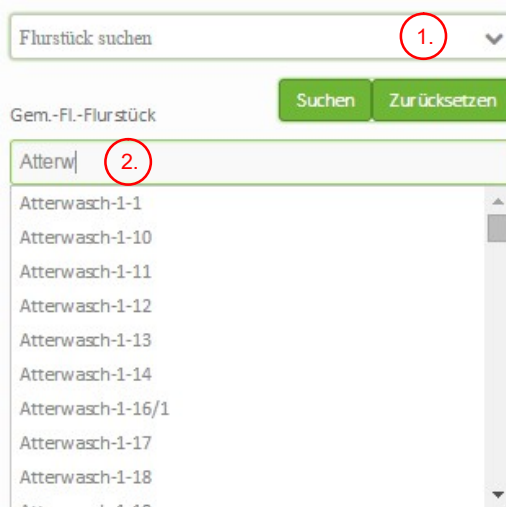 Flurstück suchen
1.
Suchen Zurücksetzen
Gem.-Fl.-Flurstück
Atterw
2.
Atterwasch-1-1
Atterwasch-1-10
Atterwasch-1-11
Atterwasch-1-12
Atterwasch-1-13
Atterwasch-1-14
Atterwasch-1-16/1
Atterwasch-1-17
Atterwasch-1-18